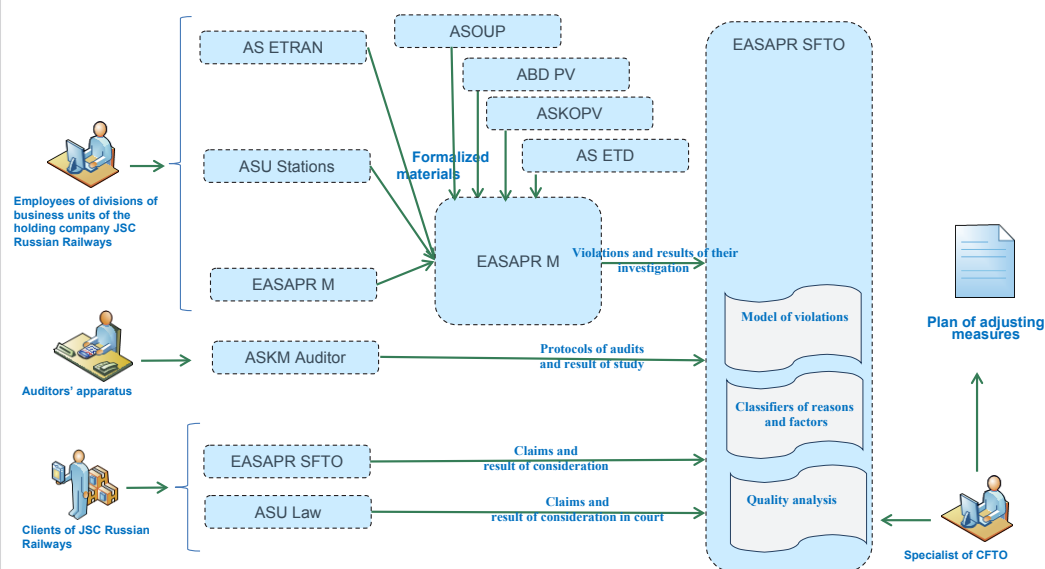 ASOUP
EASAPR SFTO
AS ETRAN
ABD PV
ASKOPV
AS ETD
Formalized
materials
ASU Stations
Employees of divisions of
business units of the
holding company JSC
Russian Railways
EASAPR M
Violations and results of their
investigation
EASAPR M
Model of violations
Plan of adjusting
measures
ASKM Auditor
Protocols of audits
and result of study
Auditors' apparatus
Classifiers of reasons
and factors
EASAPR SFTO
Claims and
result of consideration
ASU Law
Claims and
result of consideration in court
Quality analysis
Clients of JSC Russian
Railways
Specialist of CFTO